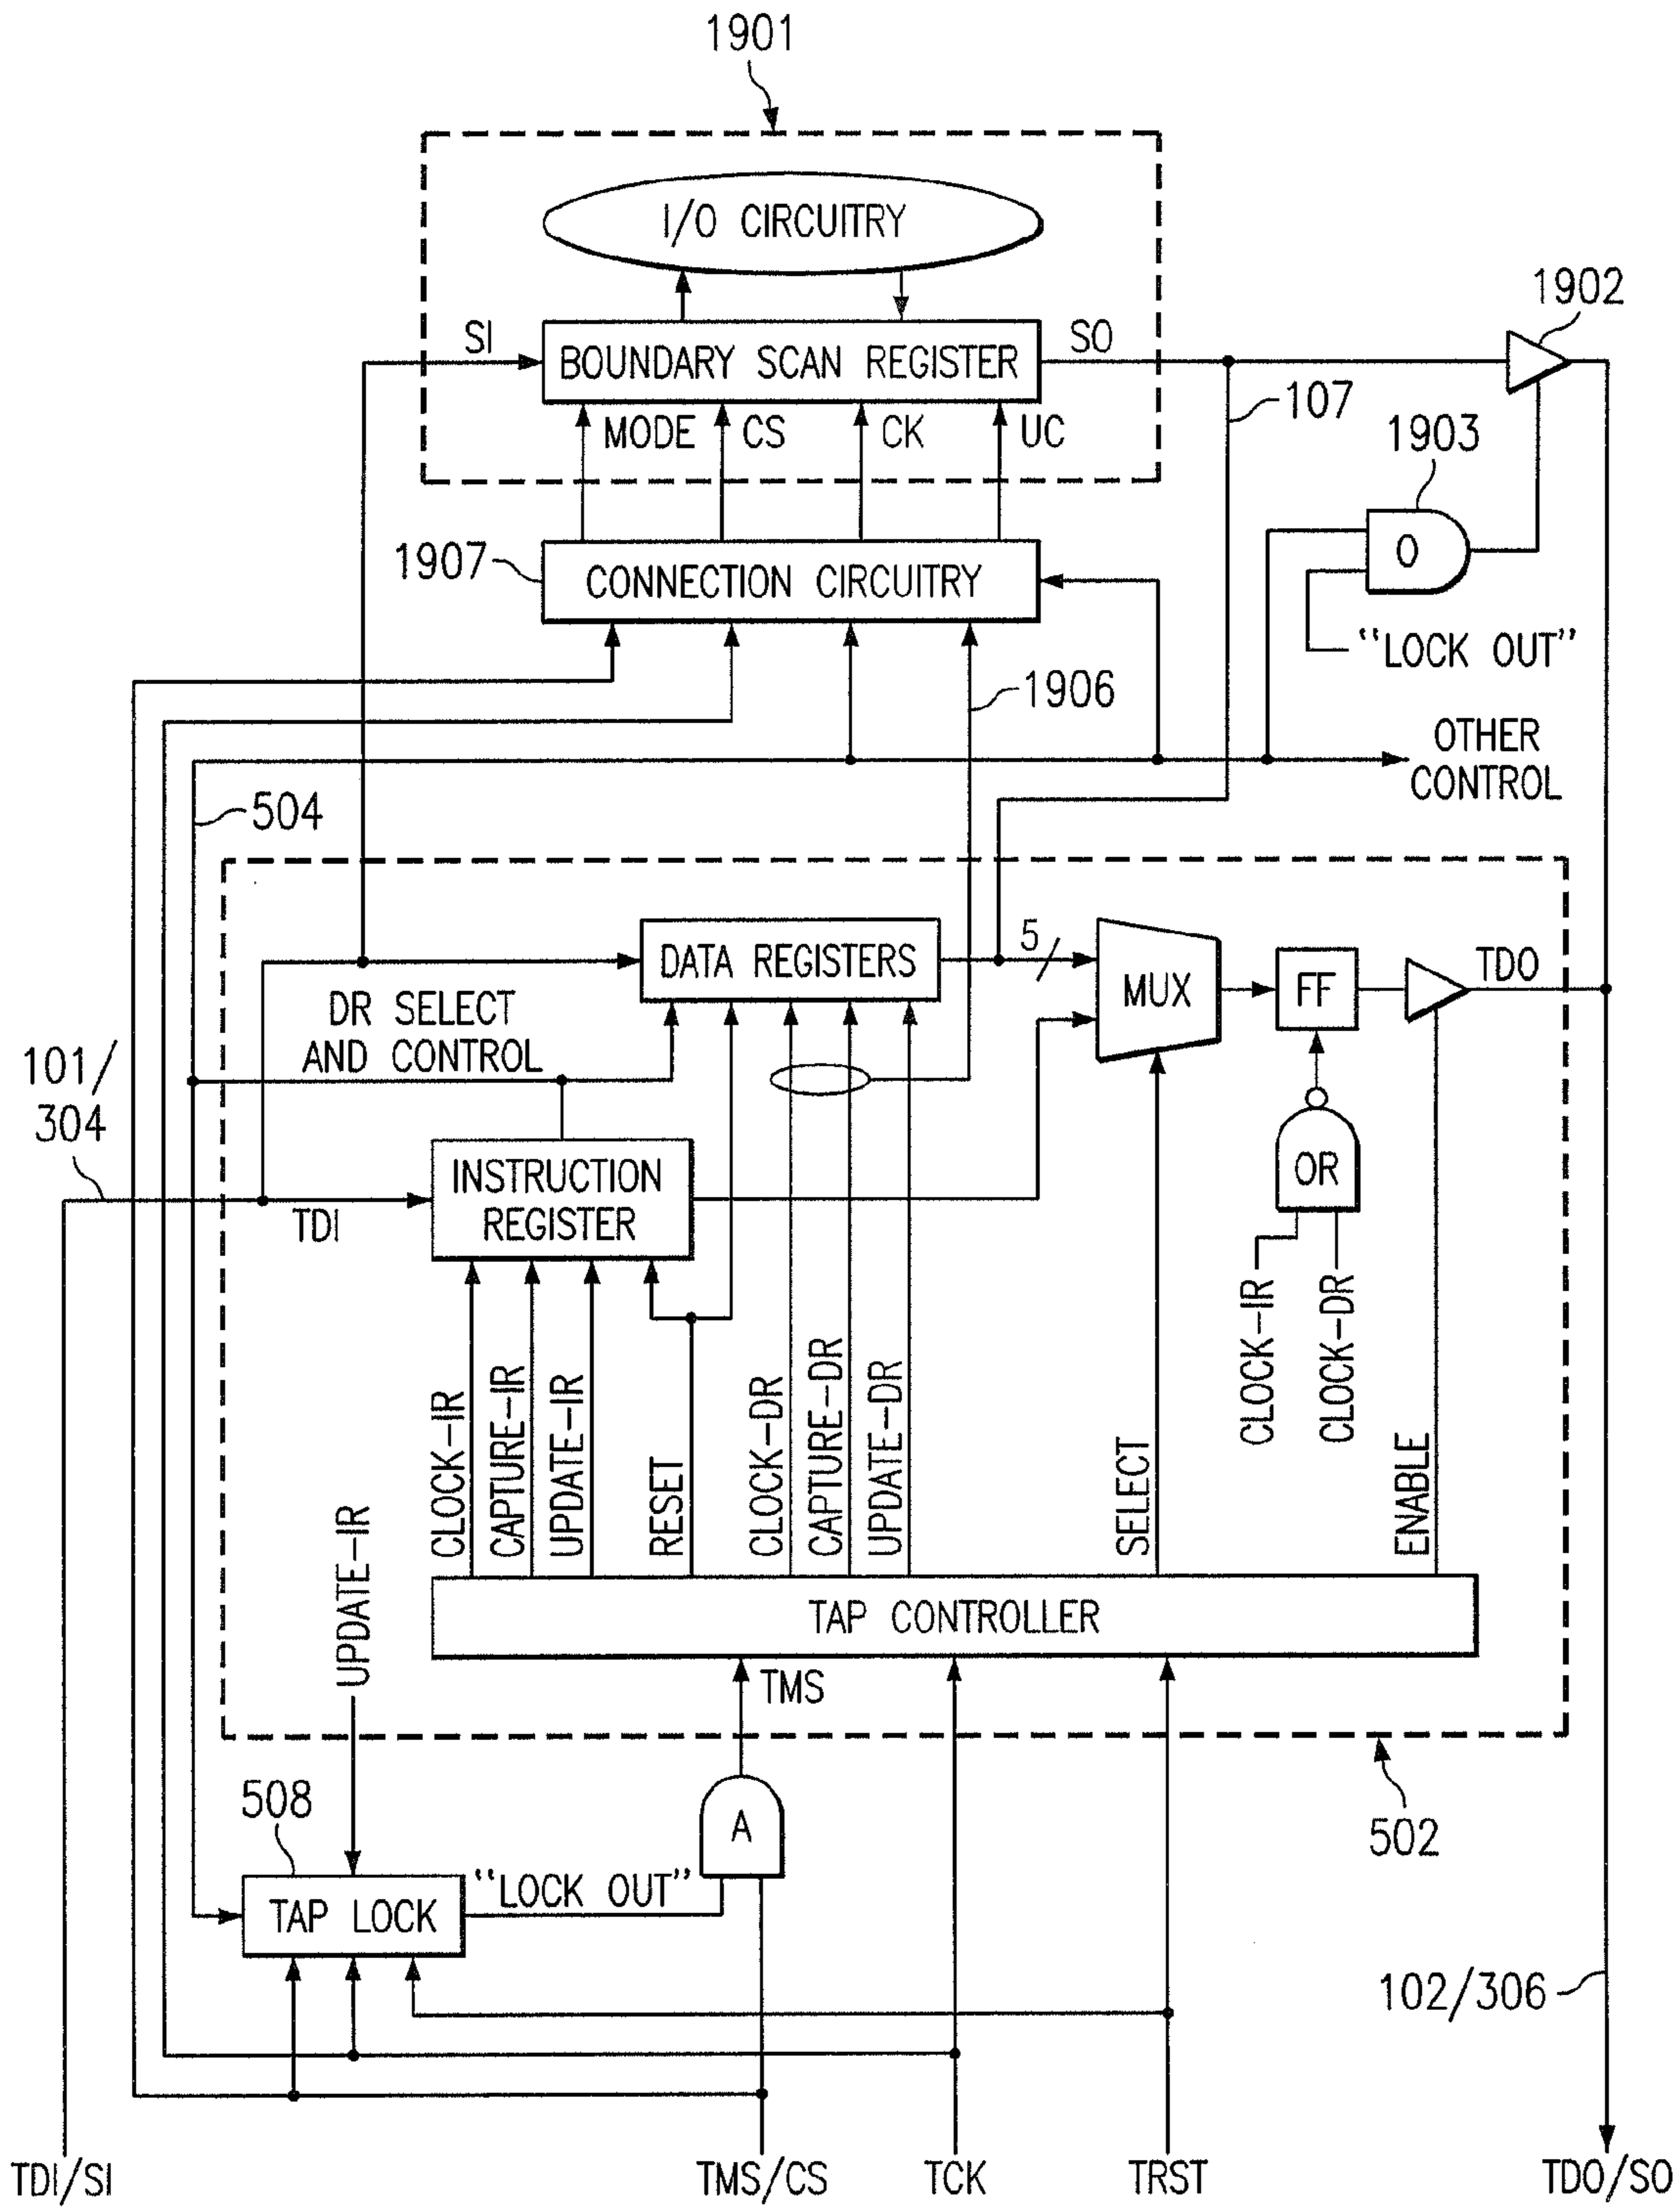 1901
I/O CIRCUITRY
1902
SI
BOUNDARY SCAN REGISTER
SO
107
MODE
CS
CK
UC
1903
1907
CONNECTION CIRCUITRY
O
"LOCK OUT"
1906
OTHER
CONTROL
504
5
DATA REGISTERS
MUX
FF
TDO
DR SELECT
AND CONTROL
101/
304
INSTRUCTION
REGISTER
OR
TDI
CLOCK-IR
CLOCK-DR
CLOCK-IR
CAPTURE-IR
UPDATE-IR
RESET
CLOCK-DR
CAPTURE-DR
UPDATE-DR
SELECT
ENABLE
UPDATE-IR
TAP CONTROLLER
TMS
508
A
502
"LOCK OUT"
TAP LOCK
102/306
TDI/SI
TMS/CS
TCK
TRST
TDO/SO